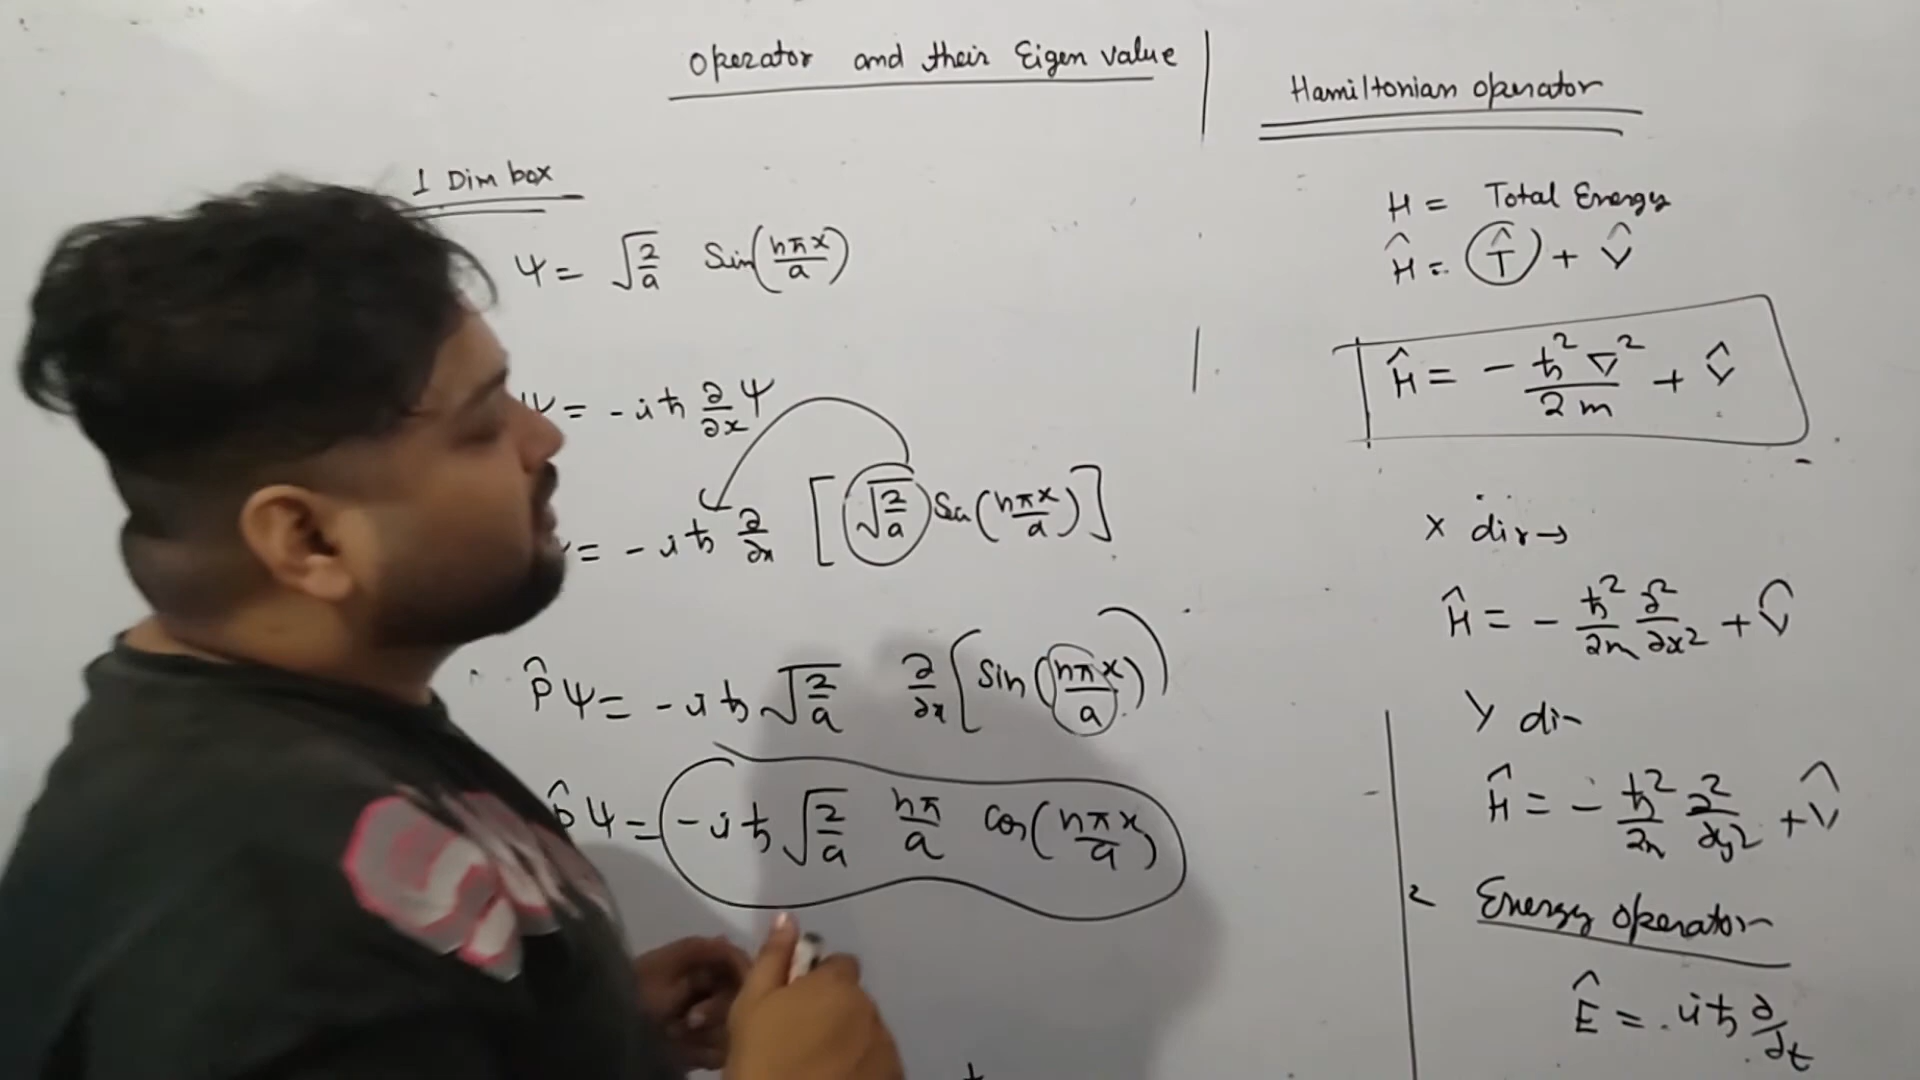 Operator and their Eigen value
1 Dim box
Ψ = √(2/a) Sin(nπx/a)
Ψ = -iħ ∂/∂x Ψ
= -iħ ∂/∂x [√(2/a) Sin(nπx/a)]
P̂Ψ = -iħ √(2/a) ∂/∂x [sin(nπx/a)]
P̂Ψ = -iħ √(2/a) nπ/a cos(nπx/a)
Hamiltonian operator
H = Total Energy
Ĥ = T̂ + V̂
Ĥ = - ħ²∇²/2m + V̂
X dir→
Ĥ = - ħ²/2m ∂²/∂x² + V̂
Y dir
Ĥ = - ħ²/2m ∂²/∂y² + V̂
2 Energy operator
Ê = iħ ∂/∂t